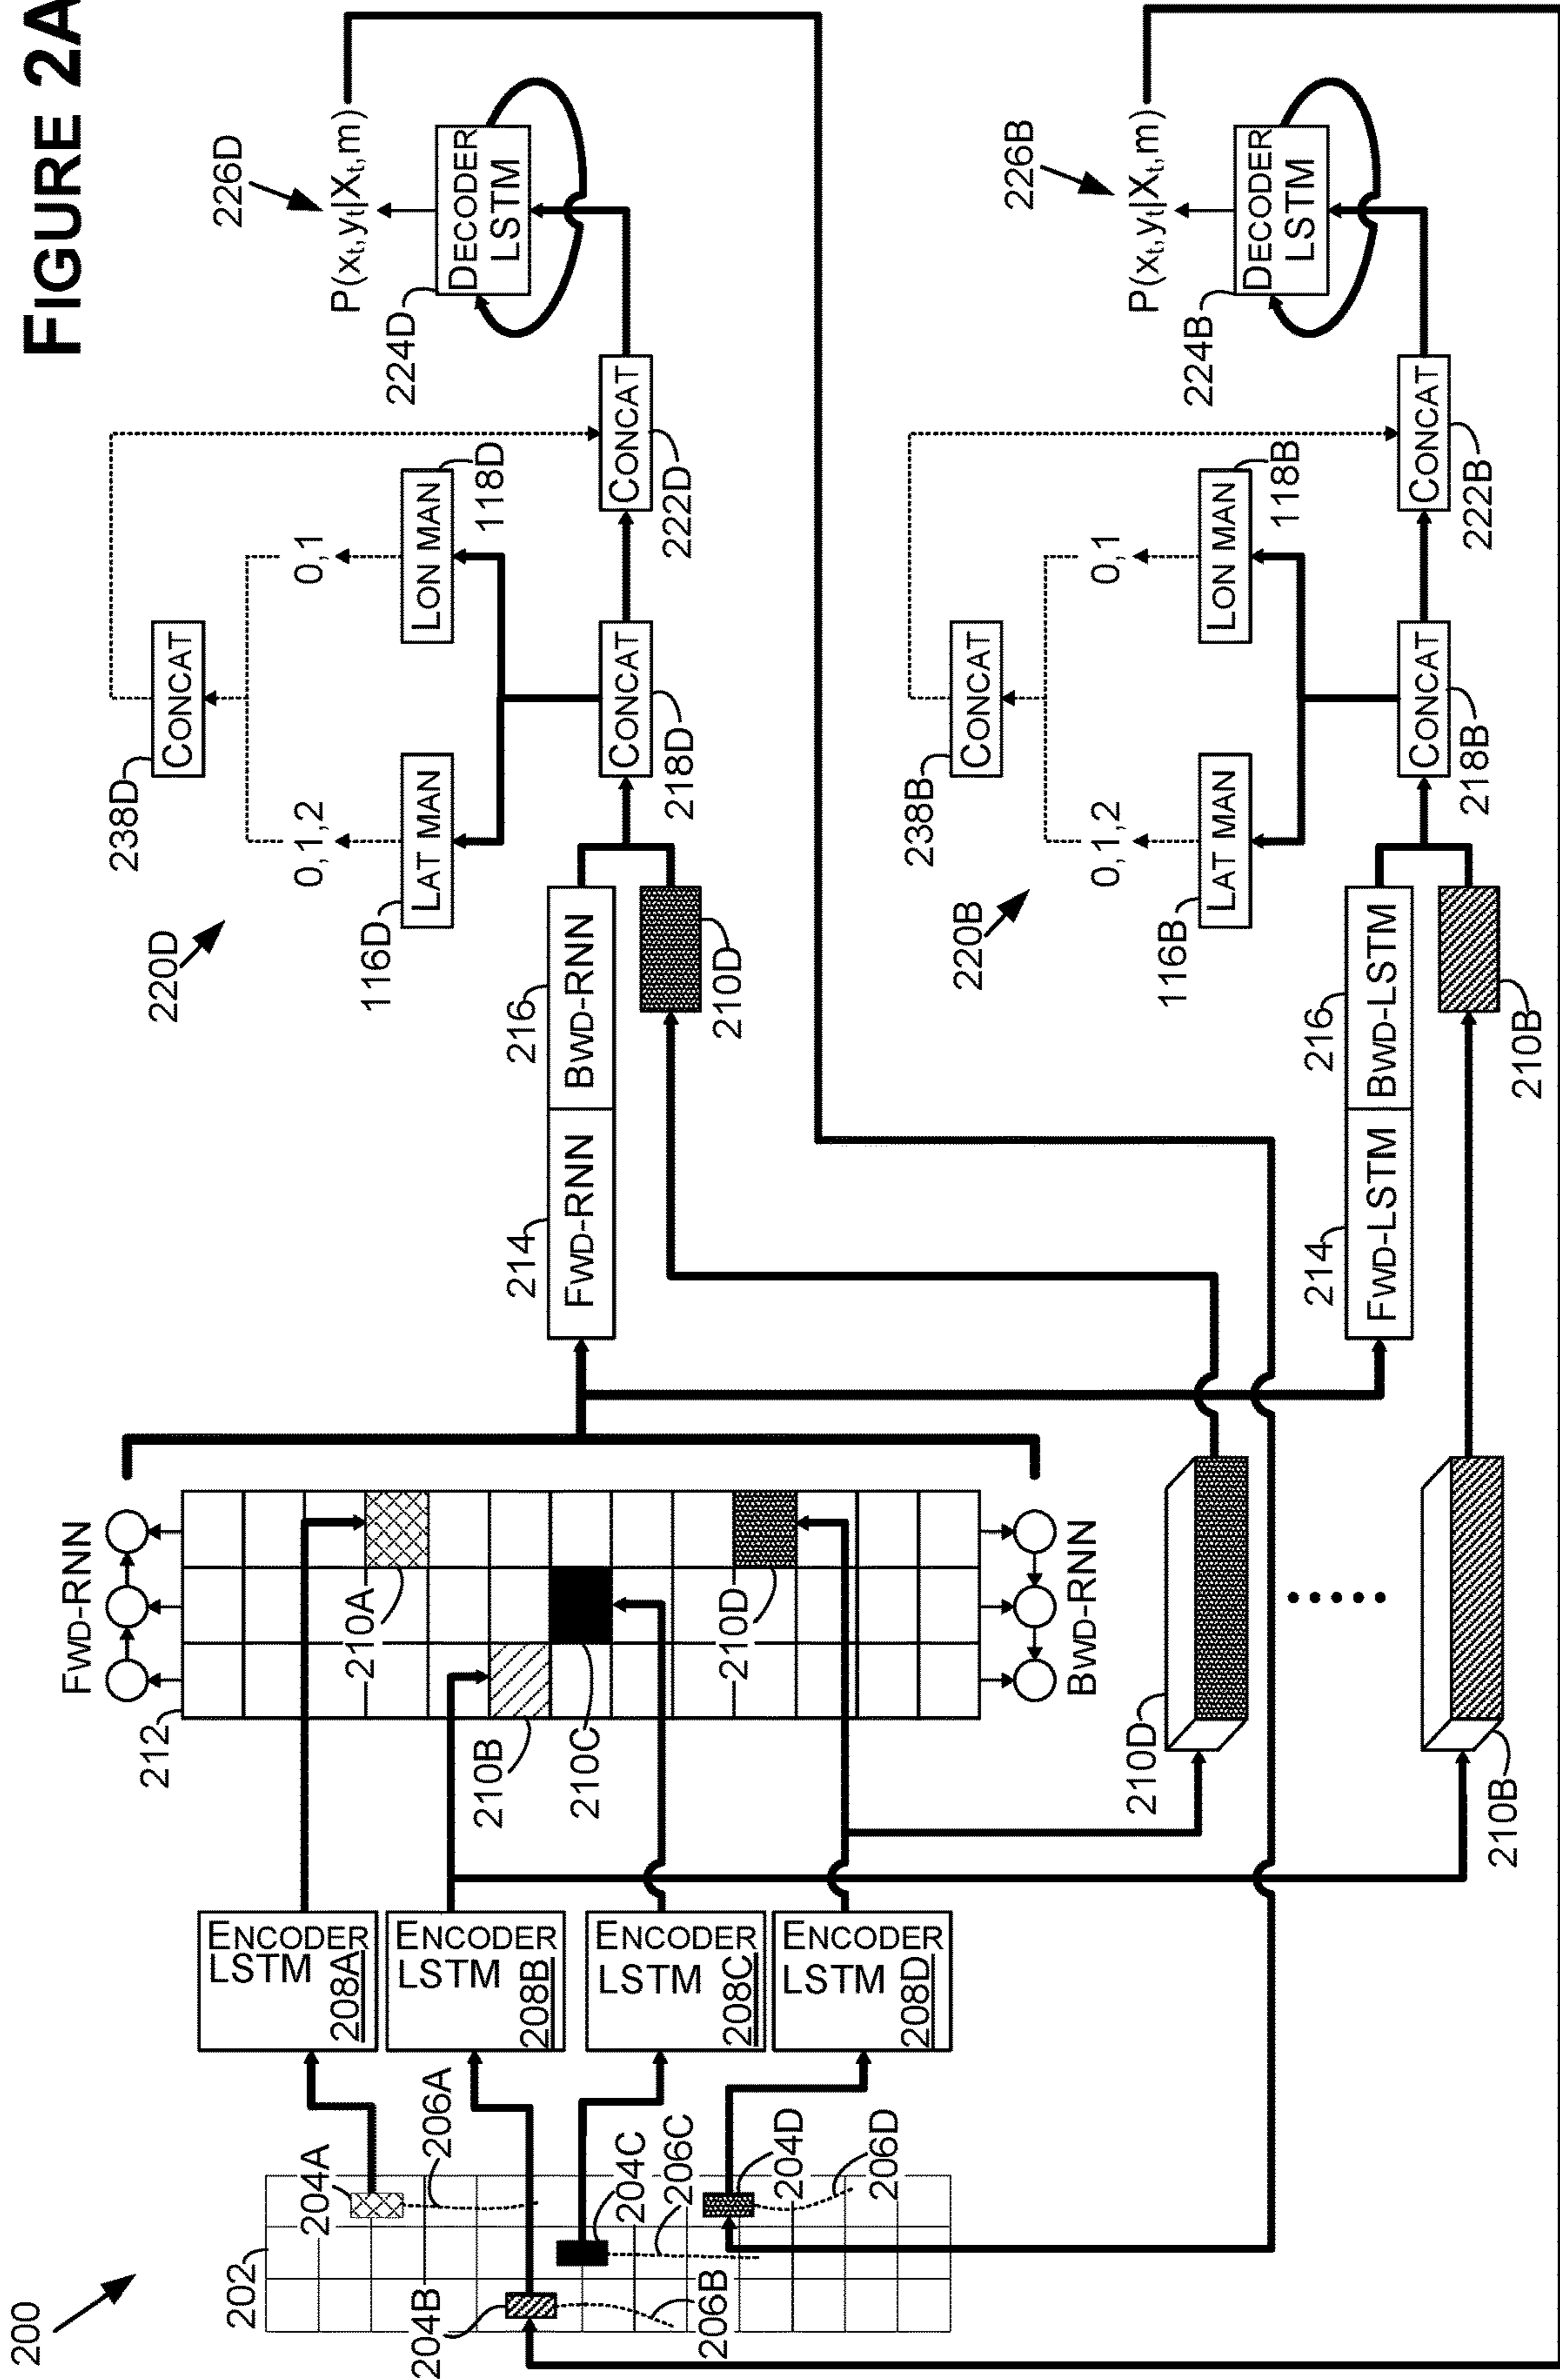 FIGURE 2A
200
202
204A
206A
204B
206B
204C
206C
204D
206D
ENCODER
LSTM
208A
ENCODER
LSTM
208B
ENCODER
LSTM
208C
ENCODER
LSTM
208D
212
FWD-RNN
210A
210B
210C
210D
BWD-RNN
210D
210B
214
FWD-RNN
216
BWD-RNN
210D
220D
116D
LAT MAN
0,1,2
238D
CONCAT
0,1
LON MAN
118D
CONCAT
218D
CONCAT
222D
224D
DECODER
LSTM
P(xt,yt|Xt,m)
226D
214
FWD-LSTM
216
BWD-LSTM
210B
220B
116B
LAT MAN
0,1,2
238B
CONCAT
0,1
LON MAN
118B
CONCAT
218B
CONCAT
222B
224B
DECODER
LSTM
P(xt,yt|Xt,m)
226B